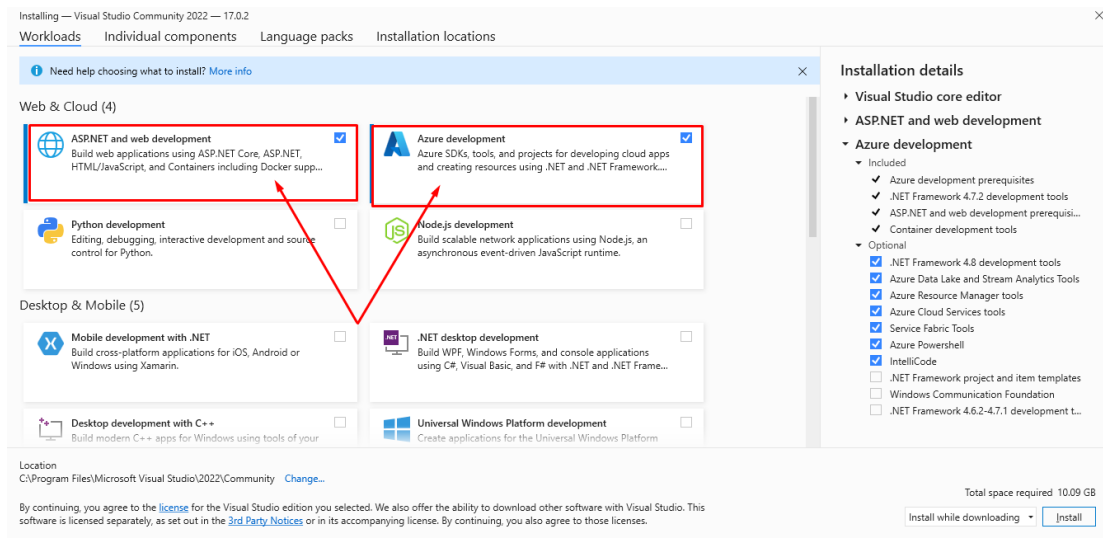 Installing — Visual Studio Community 2022 — 17.0.2
Workloads Individual components Language packs Installation locations
Need help choosing what to install? More info
Web & Cloud (4)
ASP.NET and web development
Build web applications using ASP.NET Core, ASP.NET,
HTML/JavaScript, and Containers including Docker supp...
Azure development
Azure SDKs, tools, and projects for developing cloud apps
and creating resources using .NET and .NET Framework....
Python development
Editing, debugging, interactive development and source
control for Python.
Node.js development
Build scalable network applications using Node.js, an
asynchronous event-driven JavaScript runtime.
Desktop & Mobile (5)
Mobile development with .NET
Build cross-platform applications for iOS, Android or
Windows using Xamarin.
.NET desktop development
Build WPF, Windows Forms, and console applications
using C#, Visual Basic, and F# with .NET and .NET Frame...
Desktop development with C++
Build modern C++ apps for Windows using tools of your
Universal Windows Platform development
Create applications for the Universal Windows Platform
Installation details
Visual Studio core editor
ASP.NET and web development
Azure development
Included
Azure development prerequisites
.NET Framework 4.7.2 development tools
ASP.NET and web development prerequisi...
Container development tools
Optional
.NET Framework 4.8 development tools
Azure Data Lake and Stream Analytics Tools
Azure Resource Manager tools
Azure Cloud Services tools
Service Fabric Tools
Azure Powershell
IntelliCode
.NET Framework project and item templates
Windows Communication Foundation
.NET Framework 4.6.2-4.7.1 development t...
Location
C:\Program Files\Microsoft Visual Studio\2022\Community Change...
By continuing, you agree to the license for the Visual Studio edition you selected. We also offer the ability to download other software with Visual Studio. This
software is licensed separately, as set out in the 3rd Party Notices or in its accompanying license. By continuing, you also agree to those licenses.
Total space required 10.09 GB
Install while downloading Install